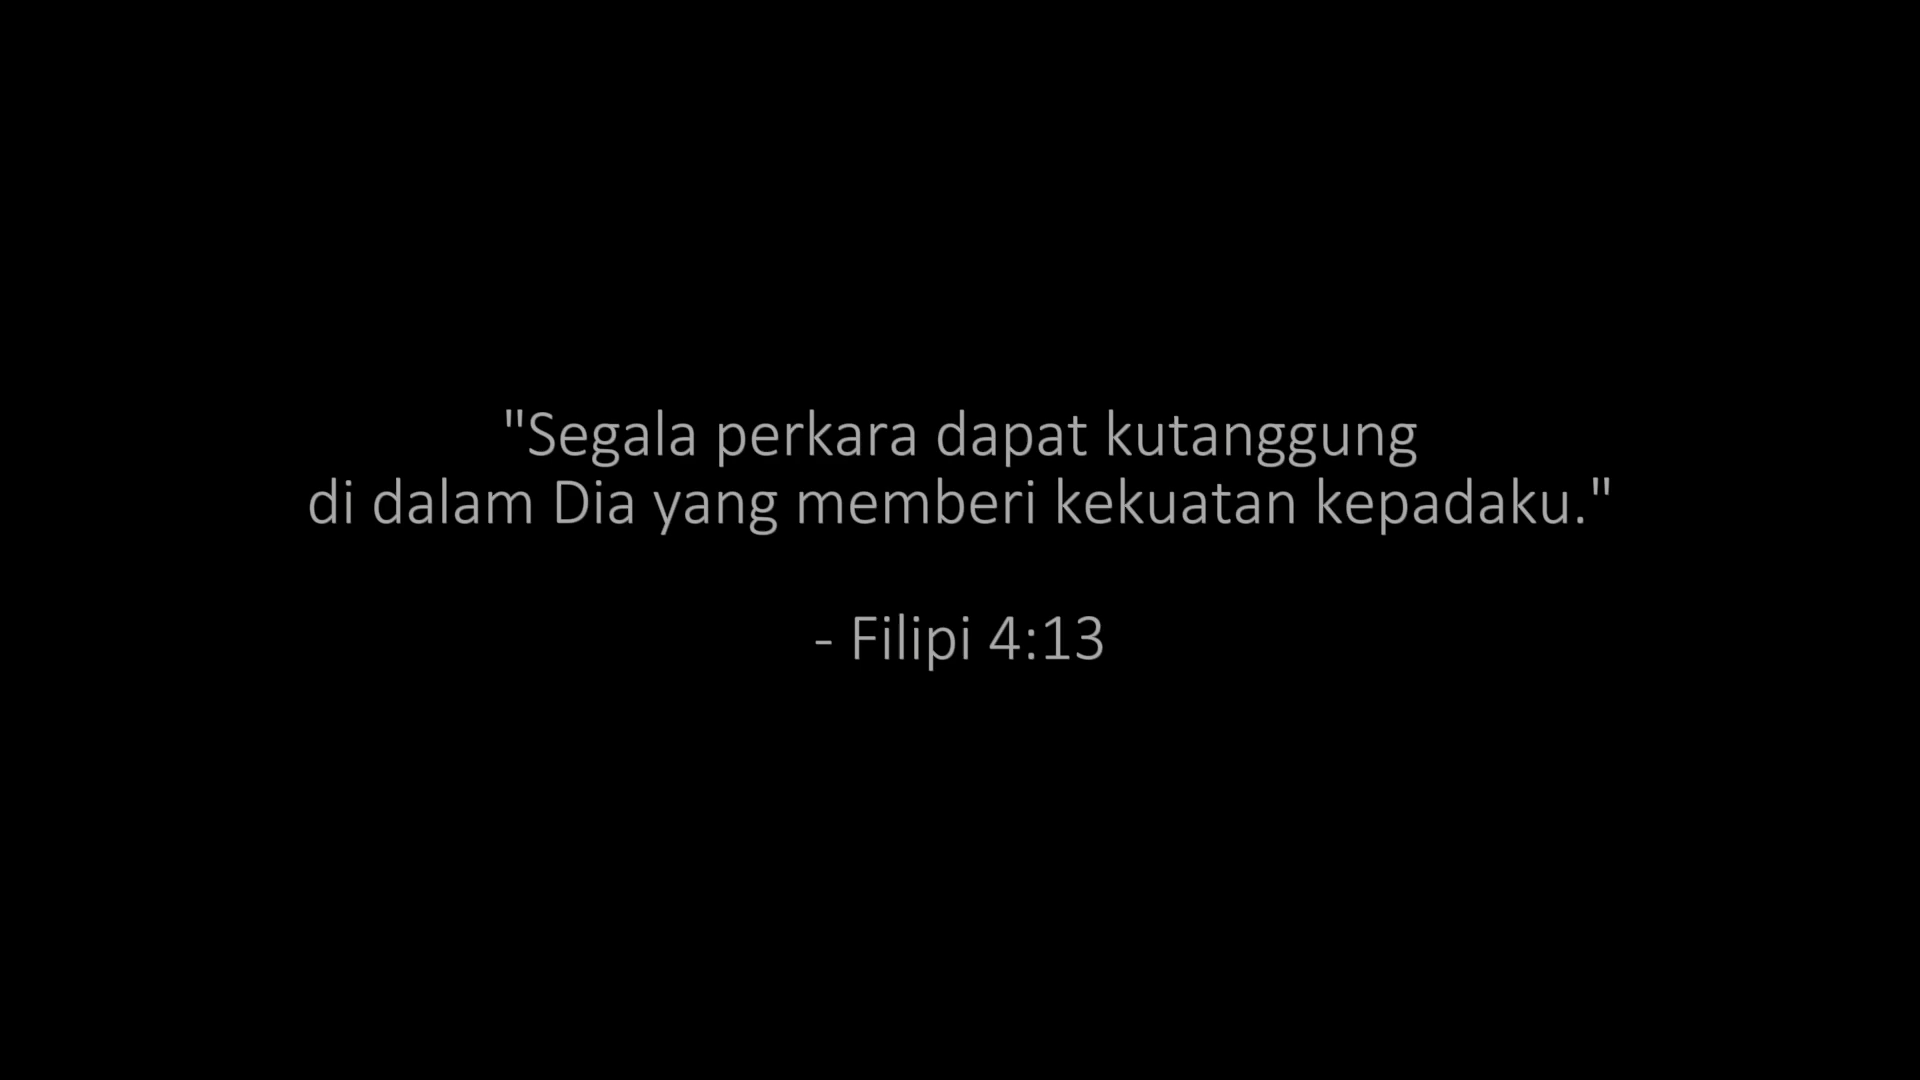 "Segala perkara dapat kutanggung
di dalam Dia yang memberi kekuatan kepadaku."
- Filipi 4:13